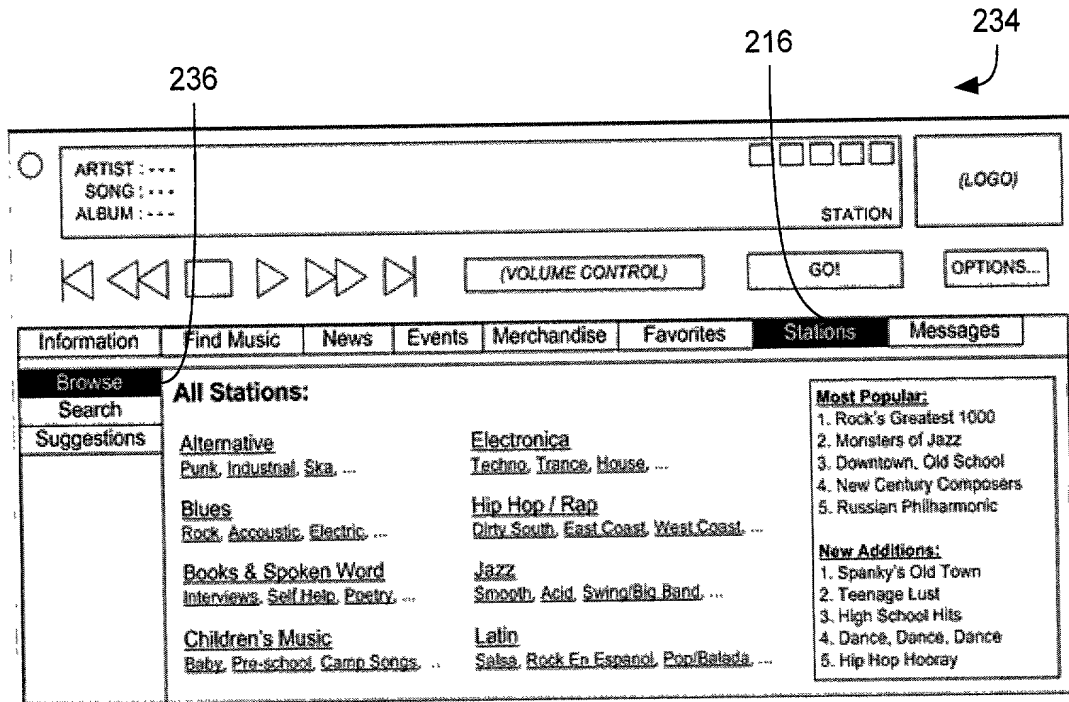 234
216
236
ARTIST : - - -
SONG : - - -
ALBUM : - - -
STATION
(LOGO)
(VOLUME CONTROL)
GO!
OPTIONS...
Information Find Music News Events Merchandise Favorites Stations Messages
Browse
Search
Suggestions
All Stations:
Alternative
Punk, Industrial, Ska, ...
Blues
Rock, Accoustic, Electric, ...
Books & Spoken Word
Interviews, Self Help, Poetry, ...
Children's Music
Baby, Pre-school, Camp Songs, ..
Electronica
Techno, Trance, House, ...
Hip Hop / Rap
Dirty South, East Coast, West Coast, ...
Jazz
Smooth, Acid, Swing/Big Band, ...
Latin
Salsa, Rock En Espanol, Pop/Balada, ...
Most Popular:
1. Rock's Greatest 1000
2. Monsters of Jazz
3. Downtown, Old School
4. New Century Composers
5. Russian Philharmonic
New Additions:
1. Spanky's Old Town
2. Teenage Lust
3. High School Hits
4. Dance, Dance, Dance
5. Hip Hop Hooray